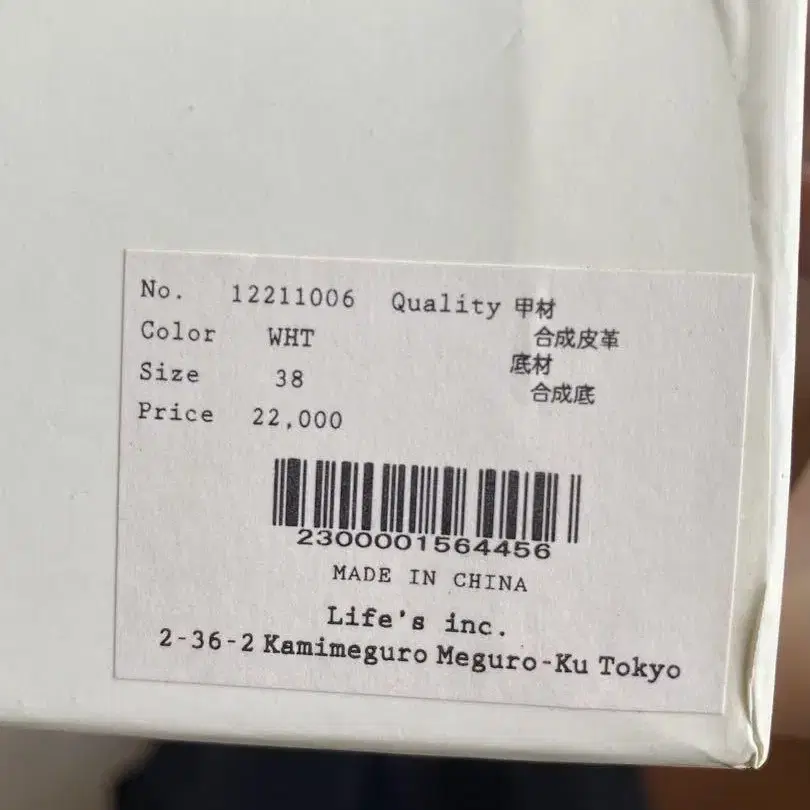 No. 12211006 Quality 甲材
Color WHT 合成皮革
底材
Size 38 合成底
Price 22,000
2300001564456
MADE IN CHINA
Life's inc.
2-36-2 Kamimeguro Meguro-Ku Tokyo